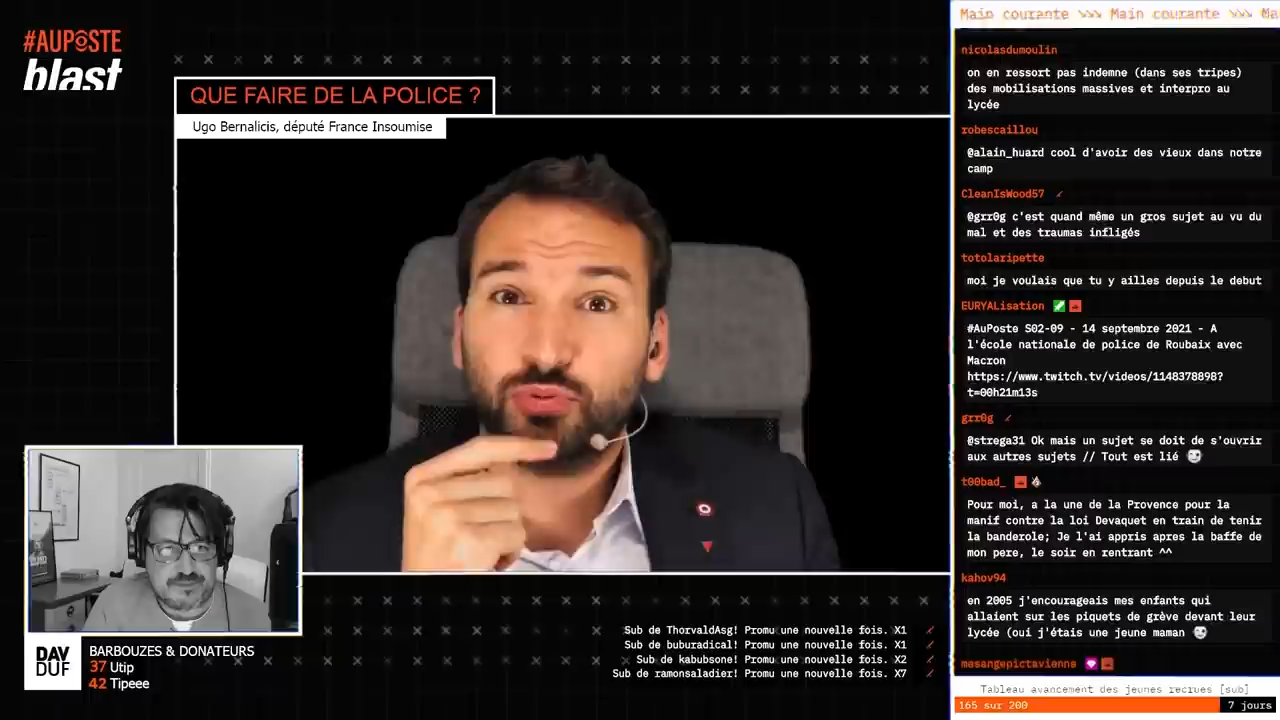 #AUPOSTE
blast
QUE FAIRE DE LA POLICE ?
Ugo Bernalicis, député France Insoumise
DAV
DUF
BARBOUZES & DONATEURS
37 Utip
42 Tipeee
Sub de ThorvaldAsg! Promu une nouvelle fois. X1
Sub de buburadical! Promu une nouvelle fois. X1
Sub de kabubsone! Promu une nouvelle fois. X2
Sub de ramonsaladier! Promu une nouvelle fois. X7
Main courante >>> Main courante >>> Ma
nicolasdumoulin
on en ressort pas indemne (dans ses tripes)
des mobilisations massives et interpro au
lycée
robescaillou
@alain_huard cool d'avoir des vieux dans notre
camp
CleanIsWood57
@grr0g c'est quand même un gros sujet au vu du
mal et des traumas infligés
totolaripette
moi je voulais que tu y ailles depuis le debut
EURYALisation
#AuPoste S02-09 - 14 septembre 2021 - A
l'école nationale de police de Roubaix avec
Macron
https://www.twitch.tv/videos/1148378898?
t=00h21m13s
grr0g
@strega31 Ok mais un sujet se doit de s'ouvrir
aux autres sujets // Tout est lié
t00bad_
Pour moi, a la une de la Provence pour la
manif contre la loi Devaquet en train de tenir
la banderole; Je l'ai appris apres la baffe de
mon pere, le soir en rentrant ^^
kahov94
en 2005 j'encourageais mes enfants qui
allaient sur les piquets de grève devant leur
lycée (oui j'étais une jeune maman
mesangepictavienne
Tableau avancement des jeunes recrues [sub]
165 sur 200
7 jours